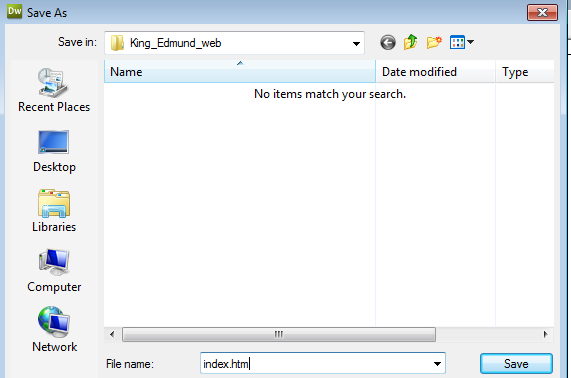 Dw Save As
Save in: King_Edmund_web
Name Date modified Type
No items match your search.
Recent Places
Desktop
Libraries
Computer
Network
File name: index.htm Save